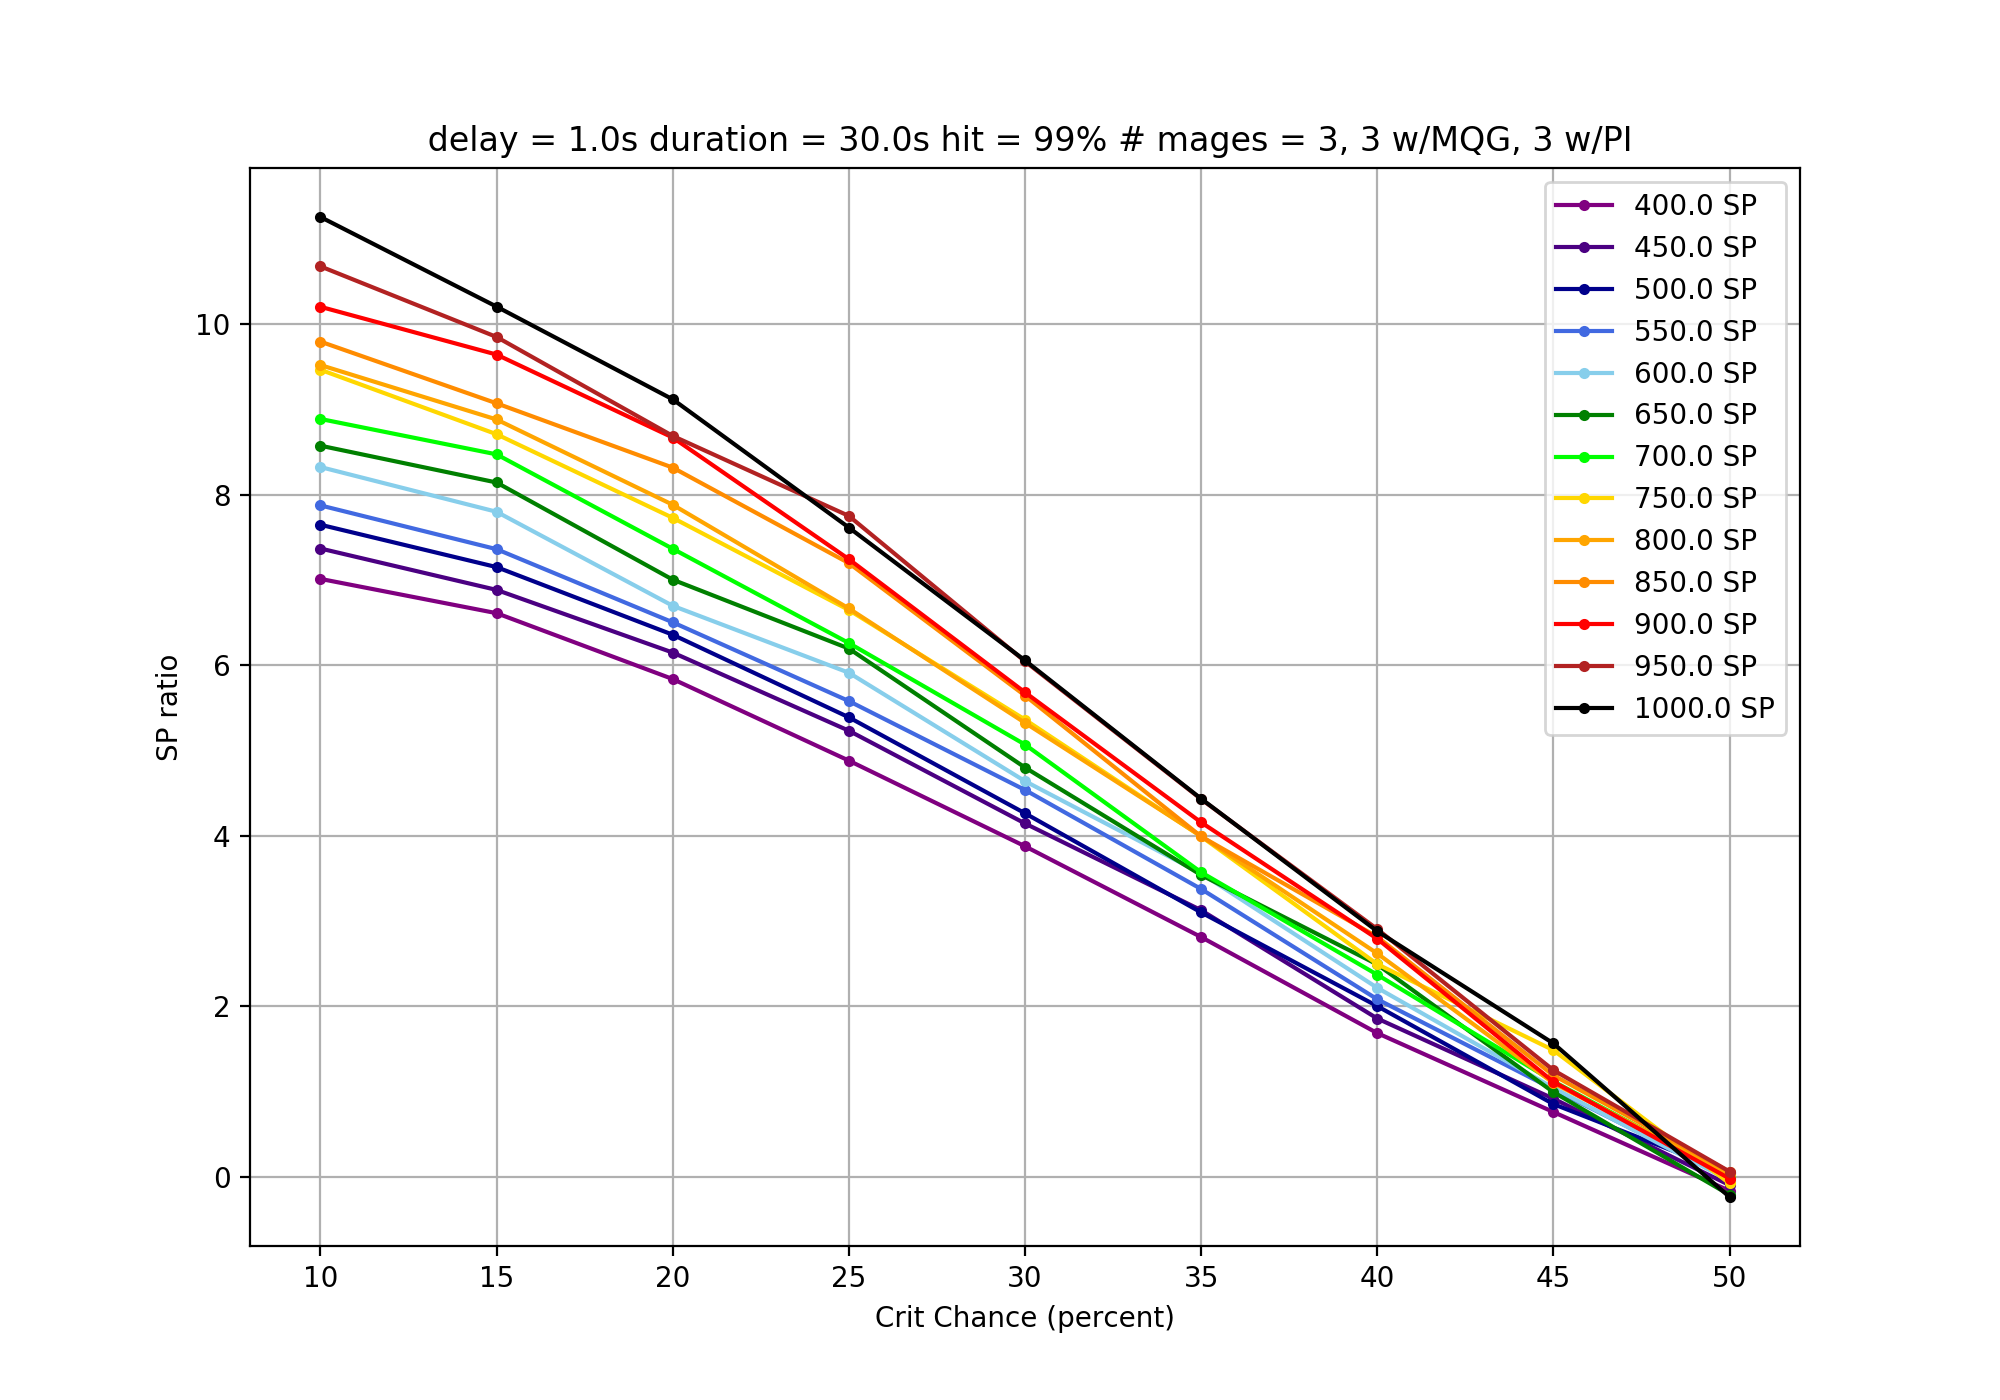 delay = 1.0s duration = 30.0s hit = 99% # mages = 3, 3 w/MQG, 3 w/PI
400.0 SP
450.0 SP
500.0 SP
550.0 SP
600.0 SP
650.0 SP
700.0 SP
750.0 SP
800.0 SP
850.0 SP
900.0 SP
950.0 SP
1000.0 SP
SP ratio
10
8
6
4
2
0
10 15 20 25 30 35 40 45 50
Crit Chance (percent)